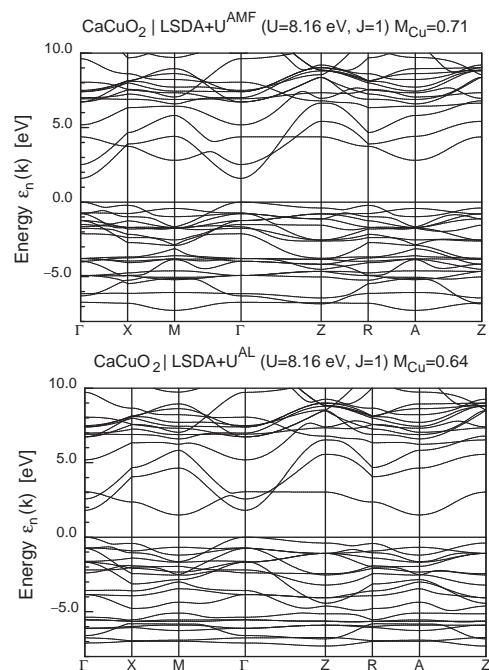 CaCuO2 | LSDA+U^AMF (U=8.16 eV, J=1) M_Cu=0.71
10.0
5.0
0.0
−5.0
Energy εn(k) [eV]
Γ X M Γ Z R A Z
CaCuO2 | LSDA+U^AL (U=8.16 eV, J=1) M_Cu=0.64
10.0
5.0
0.0
−5.0
Energy εn(k) [eV]
Γ X M Γ Z R A Z